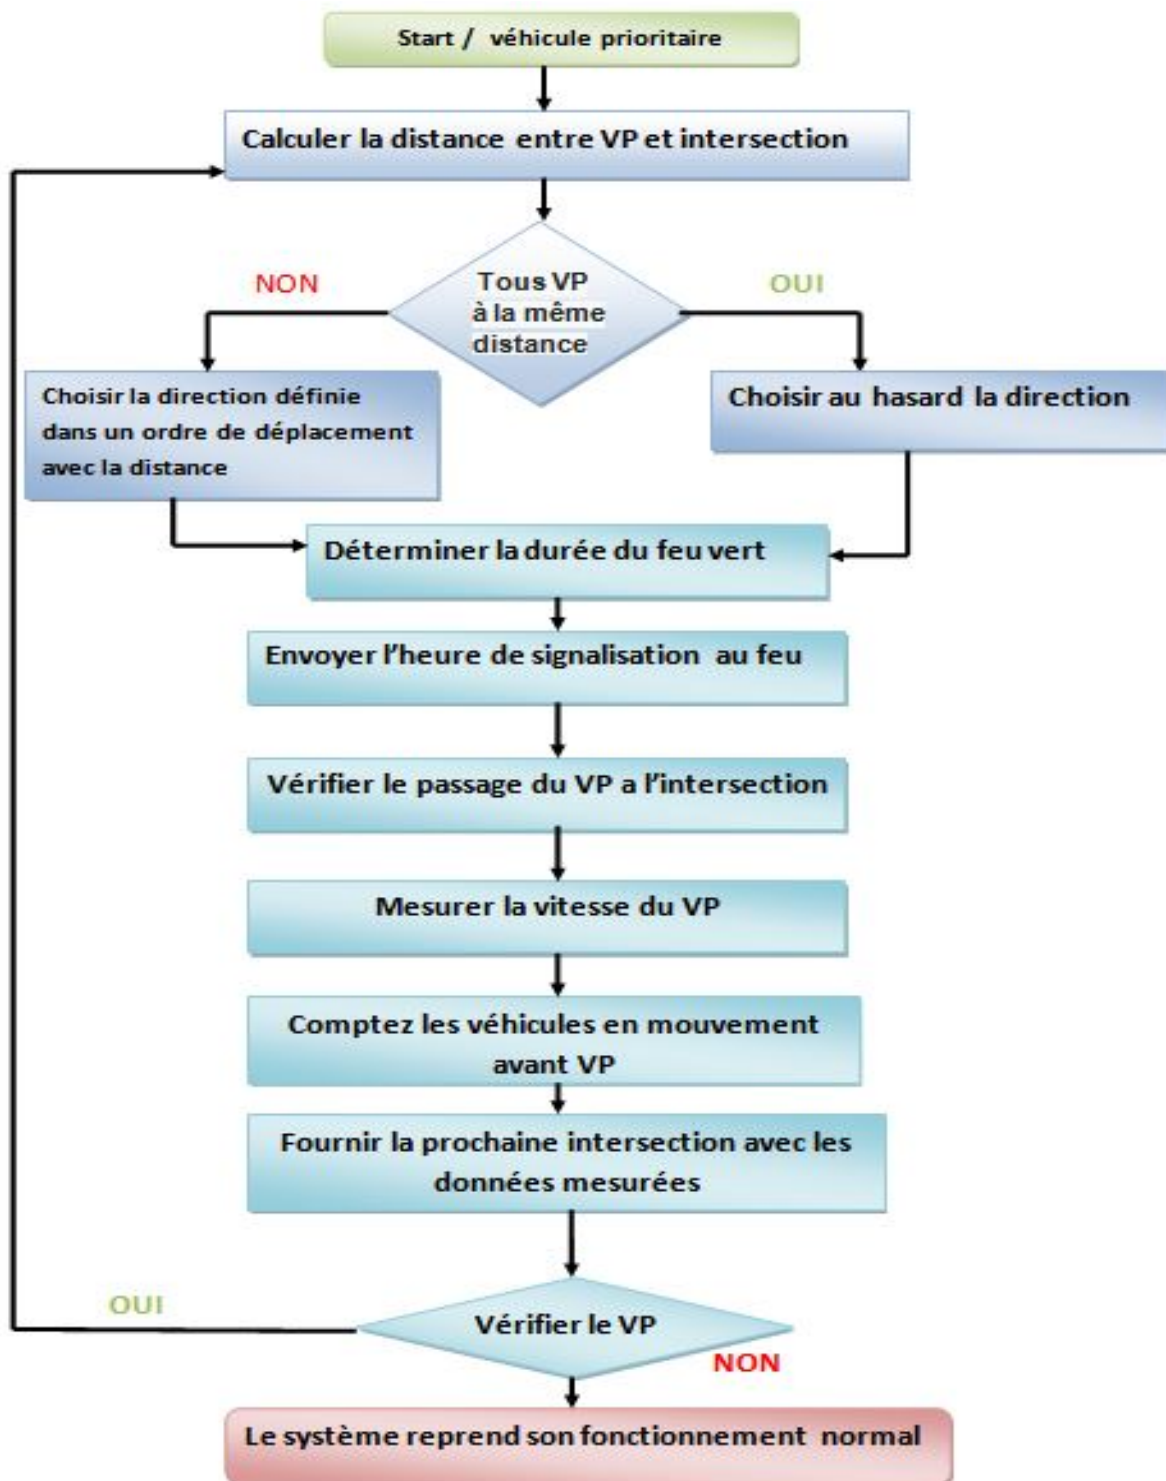 Start / véhicule prioritaire
Calculer la distance entre VP et intersection
NON
Tous VP
à la même
distance
OUI
Choisir la direction définie
dans un ordre de déplacement
avec la distance
Choisir au hasard la direction
Déterminer la durée du feu vert
Envoyer l'heure de signalisation au feu
Vérifier le passage du VP a l'intersection
Mesurer la vitesse du VP
Comptez les véhicules en mouvement
avant VP
Fournir la prochaine intersection avec les
données mesurées
OUI
Vérifier le VP
NON
Le système reprend son fonctionnement normal